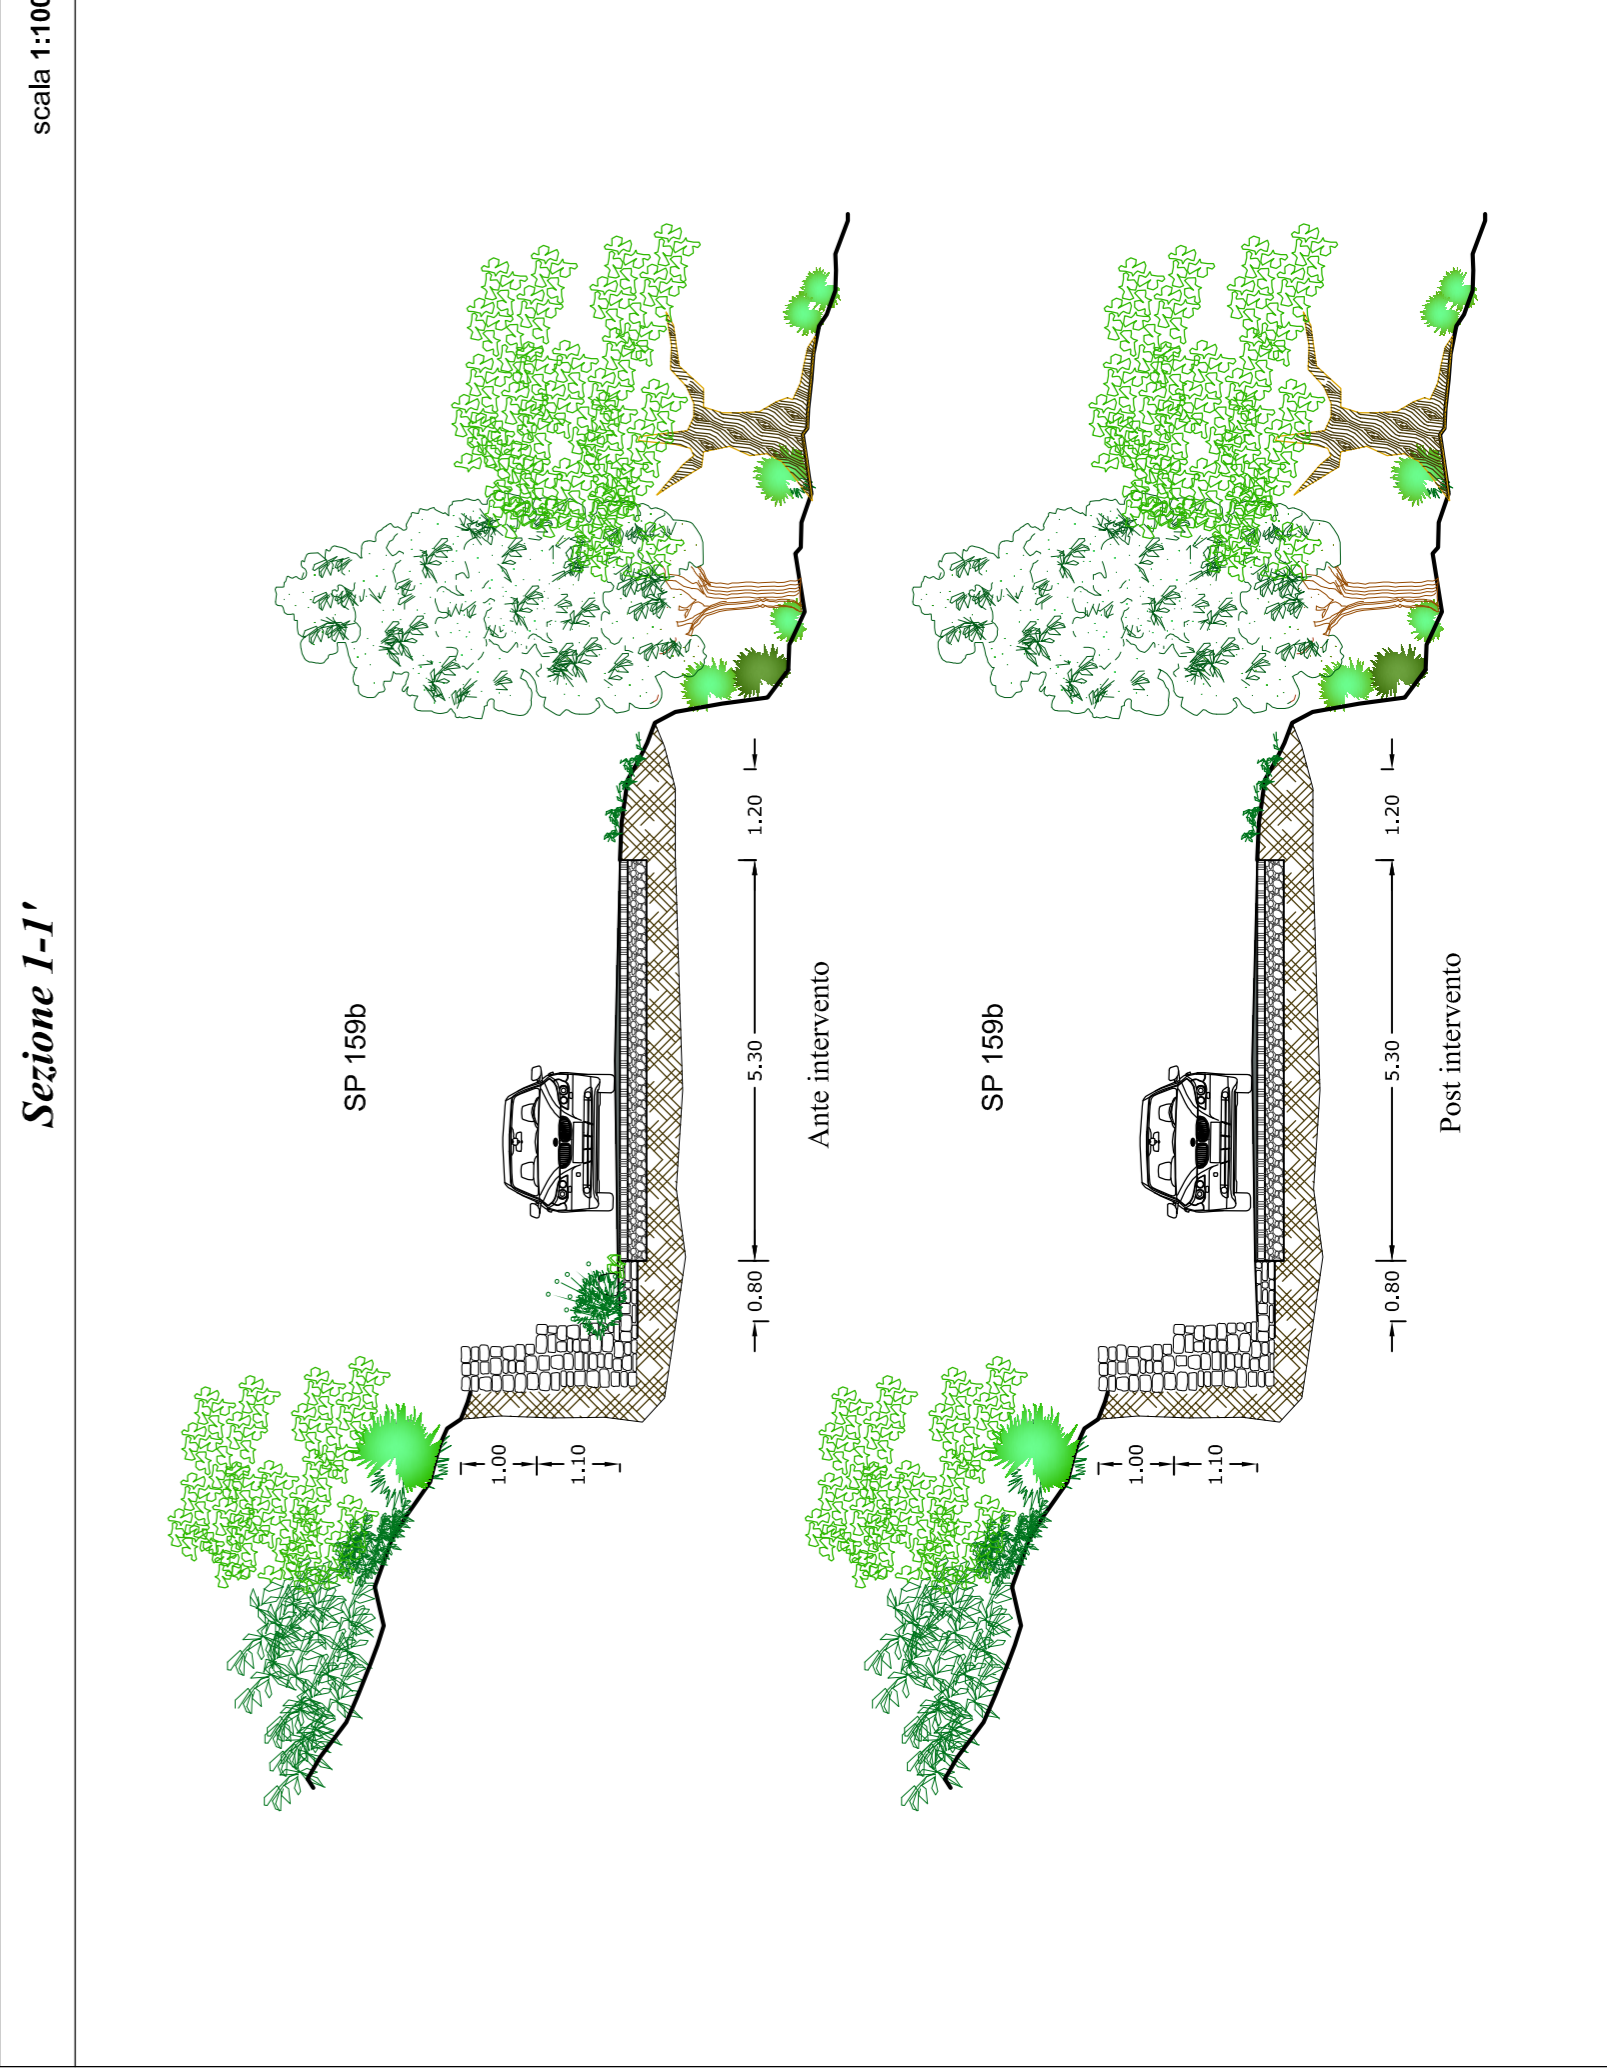 Sezione 1-1'
scala 1:100
SP 159b
1.00
1.10
0.80
5.30
1.20
Ante intervento
SP 159b
1.00
1.10
0.80
5.30
1.20
Post intervento